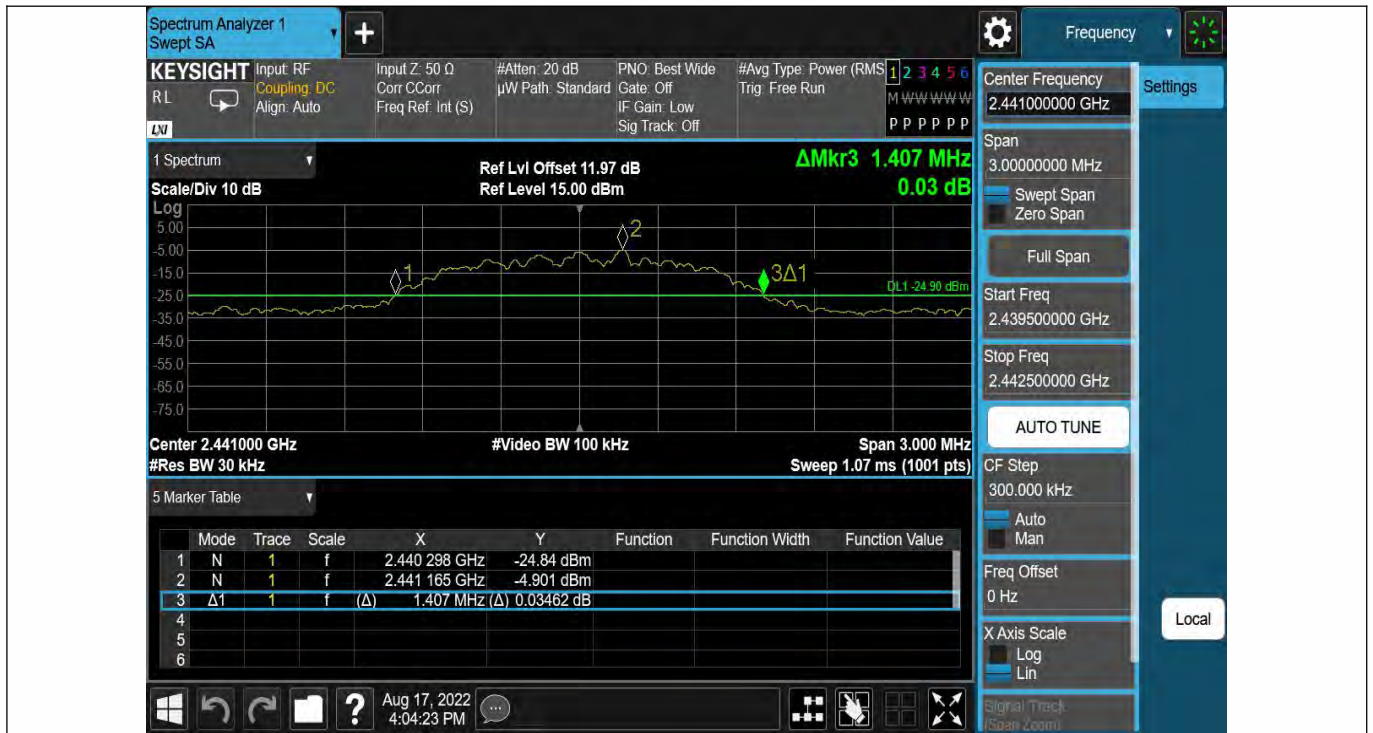 Spectrum Analyzer 1
Swept SA
+
Frequency
KEYSIGHT
RL
LXI
Input: RF
Coupling: DC
Align: Auto
Input Z: 50 Ω
Corr CCorr
Freq Ref: Int (S)
#Atten: 20 dB
µW Path: Standard
PNO: Best Wide
Gate: Off
IF Gain: Low
Sig Track: Off
#Avg Type: Power (RMS
Trig: Free Run
1 2 3 4 5 6
M W W W W W
P P P P P P
Center Frequency
2.441000000 GHz
Settings
1 Spectrum
Scale/Div 10 dB
Ref Lvl Offset 11.97 dB
Ref Level 15.00 dBm
ΔMkr3 1.407 MHz
0.03 dB
Log
5.00
-5.00
-15.0
-25.0
-35.0
-45.0
-55.0
-65.0
-75.0
1
2
3Δ1
DL1 -24.90 dBm
Center 2.441000 GHz
#Res BW 30 kHz
#Video BW 100 kHz
Span 3.000 MHz
Sweep 1.07 ms (1001 pts)
Span
3.00000000 MHz
Swept Span
Zero Span
Full Span
Start Freq
2.439500000 GHz
Stop Freq
2.442500000 GHz
AUTO TUNE
CF Step
300.000 kHz
Auto
Man
Freq Offset
0 Hz
X Axis Scale
Log
Lin
Signal Track
(Span Zoom)
Local
5 Marker Table
Mode Trace Scale X Y Function Function Width Function Value
1 N 1 f 2.440 298 GHz -24.84 dBm
2 N 1 f 2.441 165 GHz -4.901 dBm
3 Δ1 1 f (Δ) 1.407 MHz (Δ) 0.03462 dB
4
5
6
?
Aug 17, 2022
4:04:23 PM